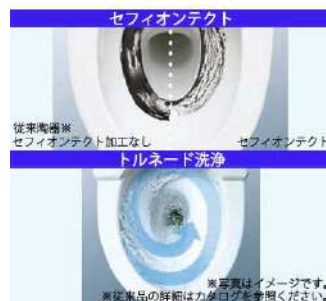 セフィオンテクト
従来陶器※
セフィオンテクト加工なし
セフィオンテクト
トルネード洗浄
※写真はイメージです。
※従来品の詳細はカタログを参照ください。